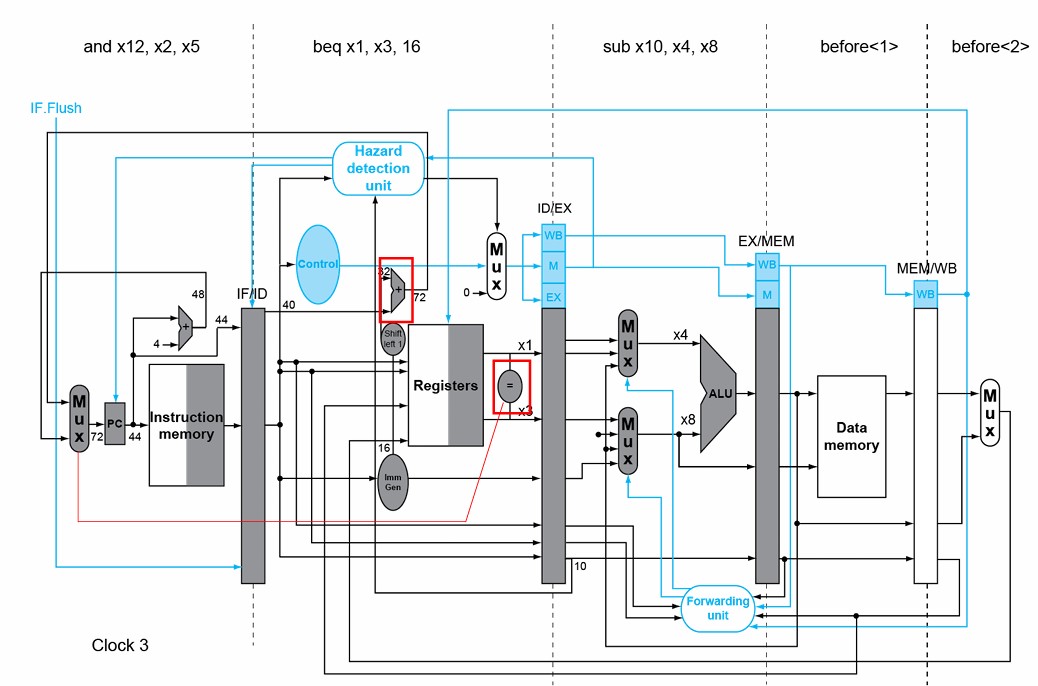 and x12, x2, x5
beq x1, x3, 16
sub x10, x4, x8
before<1>
before<2>
IF.Flush
Hazard
detection
unit
ID/EX
WB
M
EX
EX/MEM
WB
M
MEM/WB
WB
Control
Mux
0
32
+
72
IF/ID
40
48
+
4
44
Shift
left 1
Registers
x1
=
x3
Mux
x4
ALU
Mux
x8
Mux
72
PC
44
Instruction
memory
Data
memory
Mux
16
Imm
Gen
10
Forwarding
unit
Clock 3